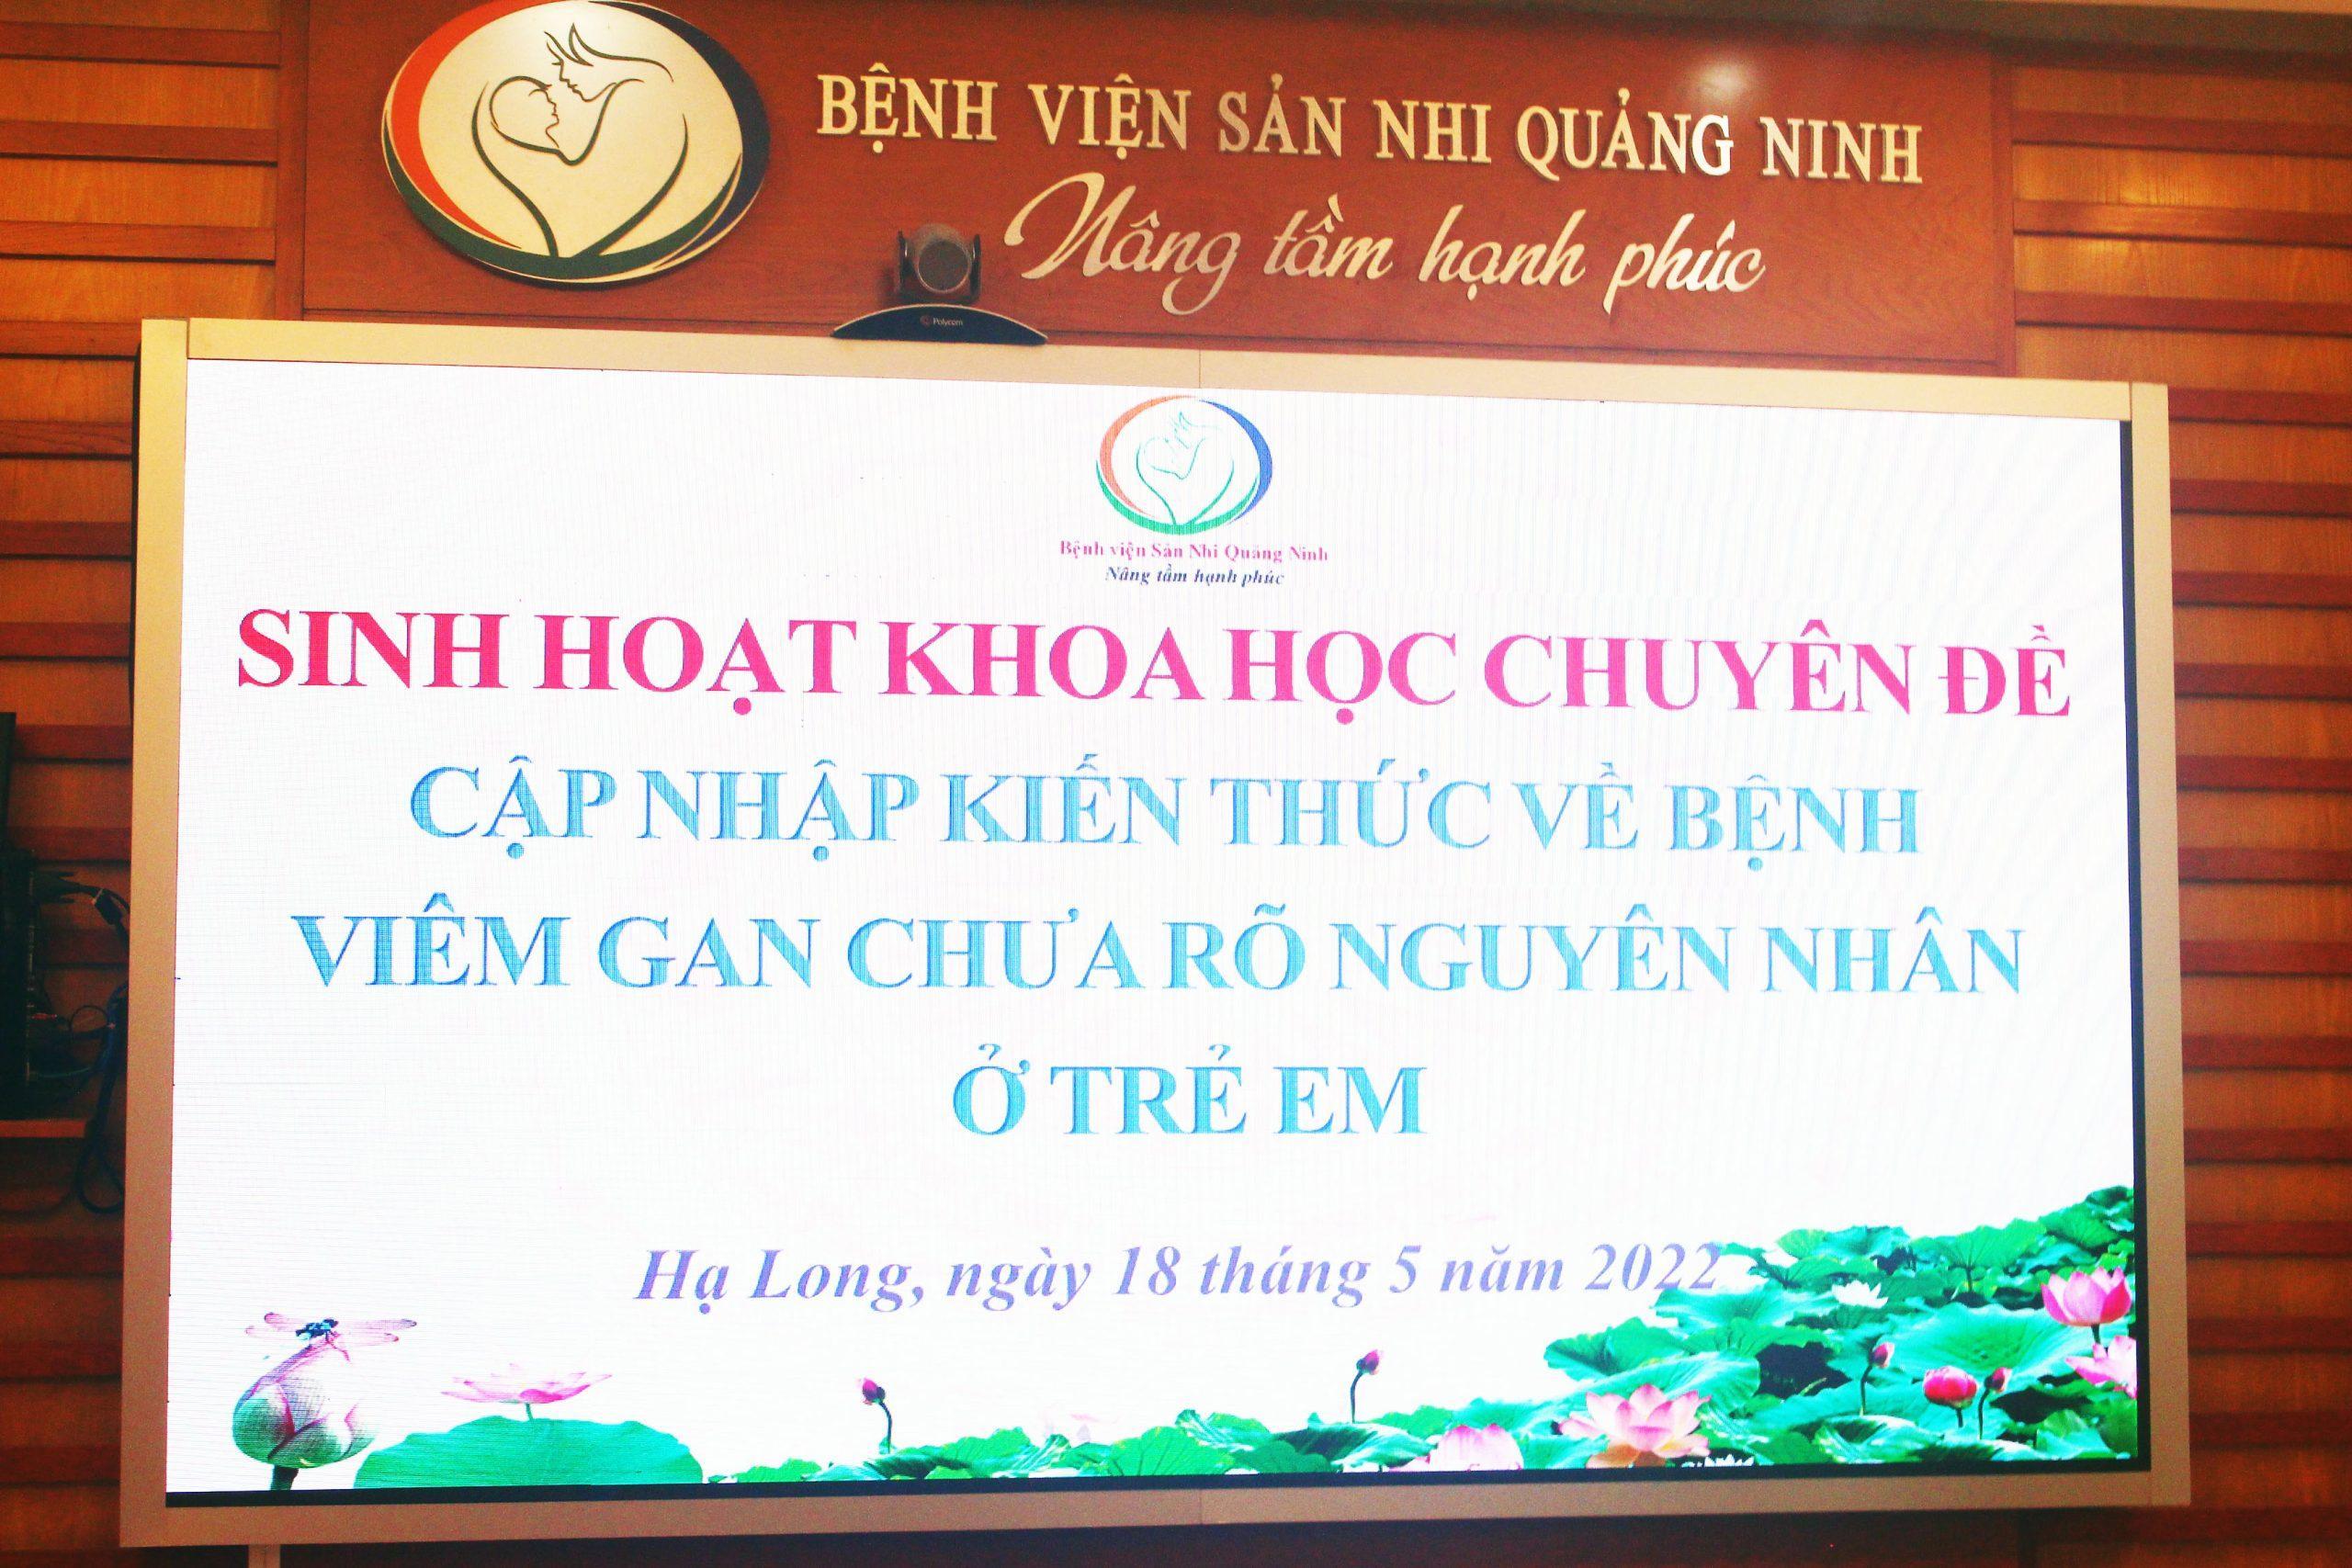 BỆNH VIỆN SẢN NHI QUẢNG NINH
Nâng tầm hạnh phúc
Polycom
Bệnh viện Sản Nhi Quảng Ninh
Nâng tầm hạnh phúc
SINH HOẠT KHOA HỌC CHUYÊN ĐỀ
CẬP NHẬP KIẾN THỨC VỀ BỆNH
VIÊM GAN CHƯA RÕ NGUYÊN NHÂN
Ở TRẺ EM
Hạ Long, ngày 18 tháng 5 năm 2022